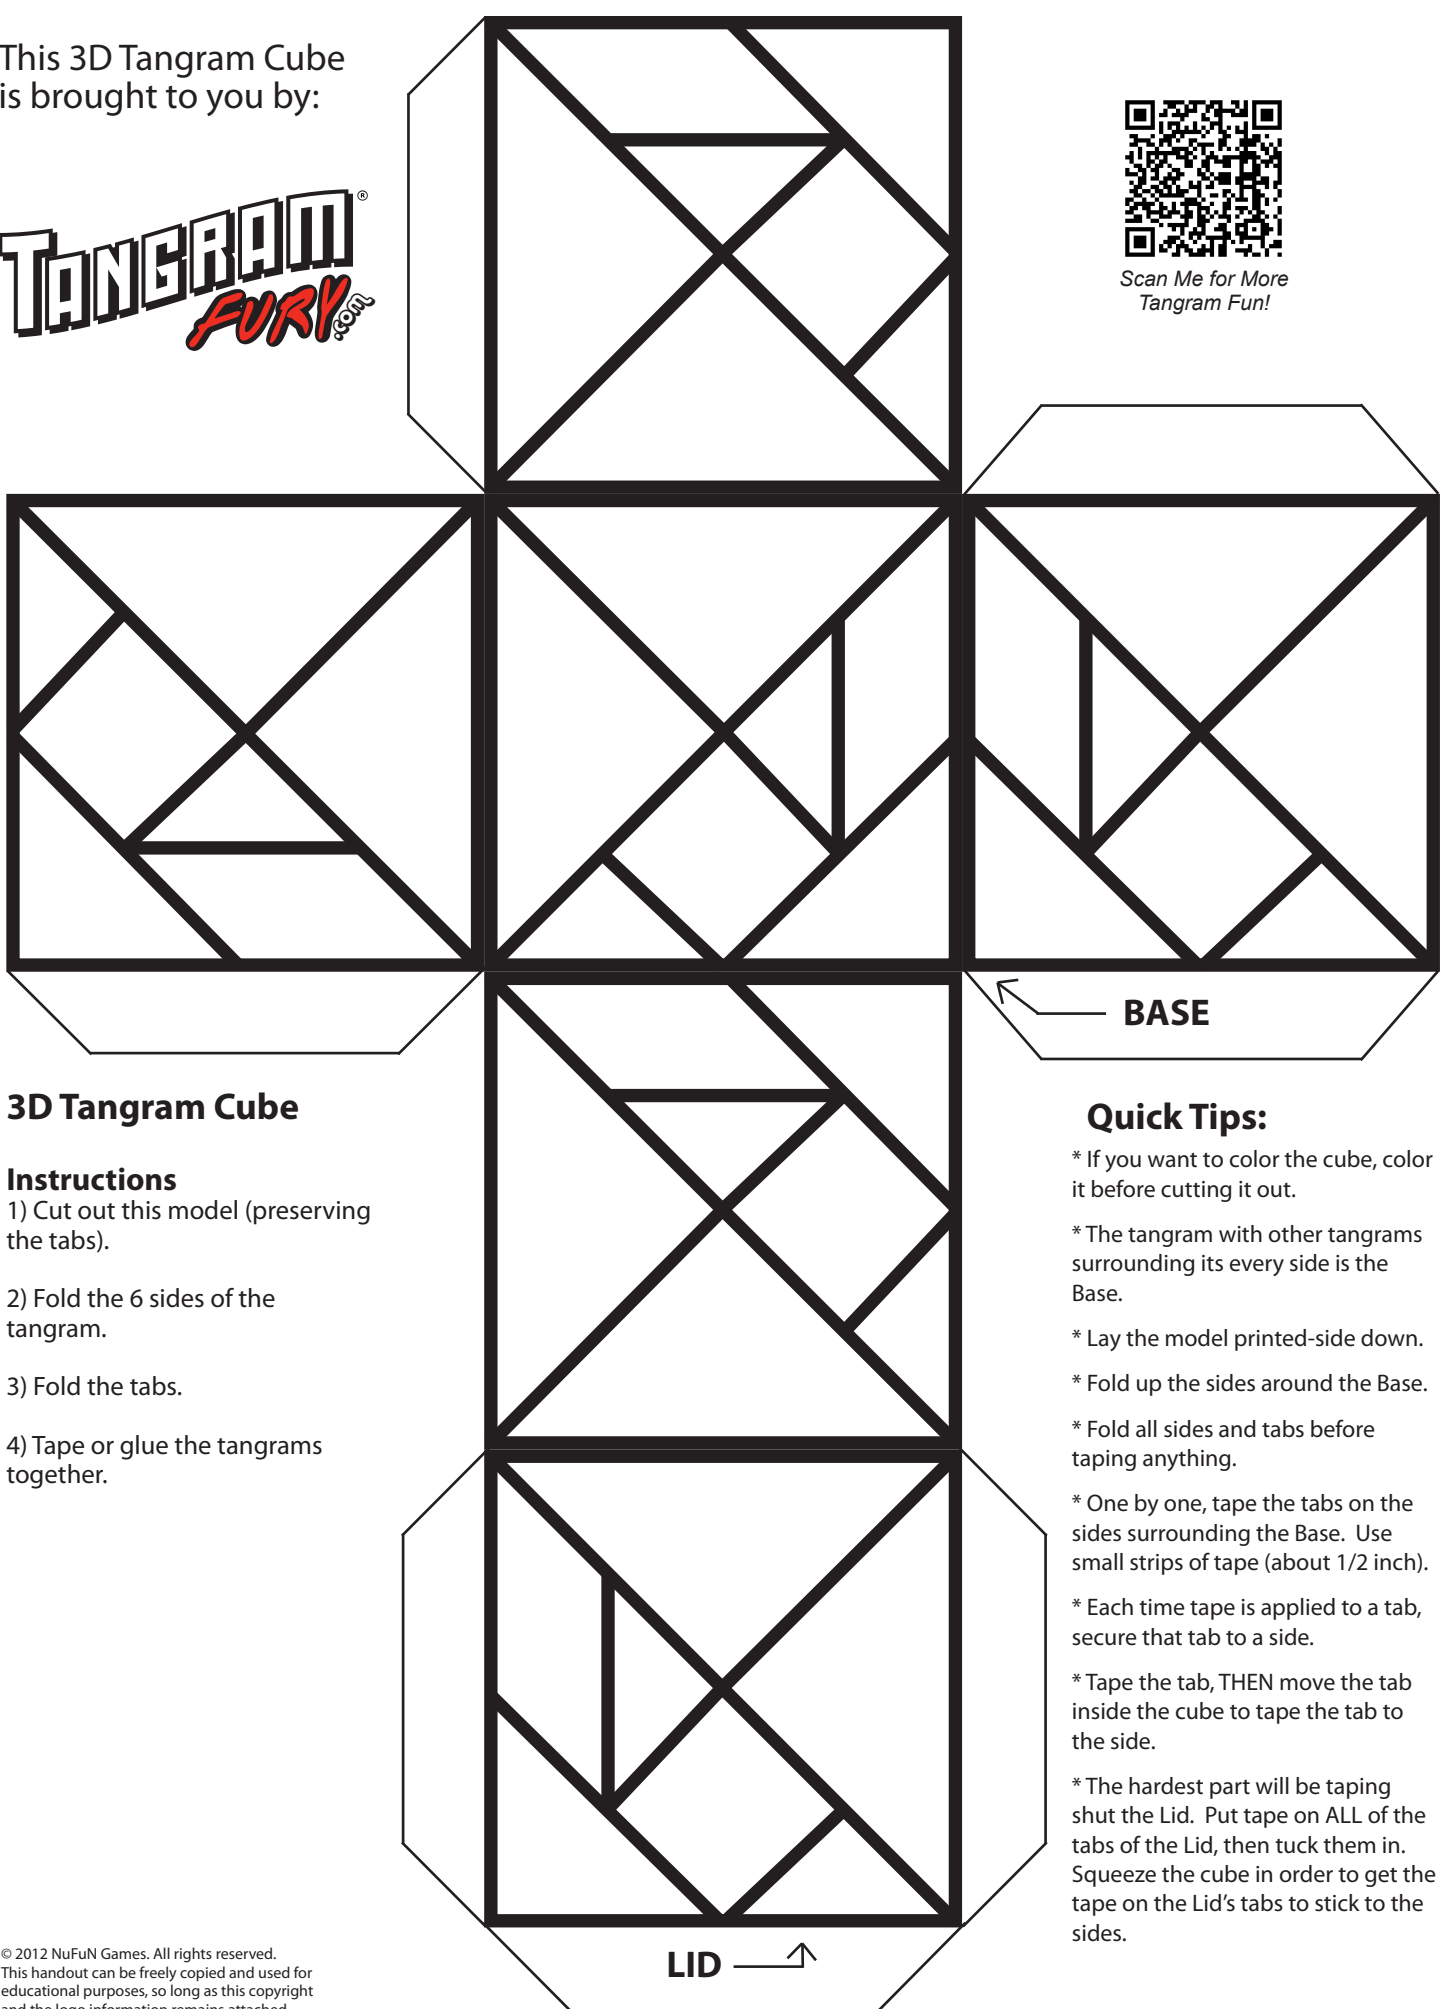 This 3D Tangram Cube
is brought to you by:
TANGRAM®
FURY.com
Scan Me for More
Tangram Fun!
BASE
3D Tangram Cube
Instructions
1) Cut out this model (preserving
the tabs).
2) Fold the 6 sides of the
tangram.
3) Fold the tabs.
4) Tape or glue the tangrams
together.
Quick Tips:
* If you want to color the cube, color
it before cutting it out.
* The tangram with other tangrams
surrounding its every side is the
Base.
* Lay the model printed-side down.
* Fold up the sides around the Base.
* Fold all sides and tabs before
taping anything.
* One by one, tape the tabs on the
sides surrounding the Base.  Use
small strips of tape (about 1/2 inch).
* Each time tape is applied to a tab,
secure that tab to a side.
* Tape the tab, THEN move the tab
inside the cube to tape the tab to
the side.
* The hardest part will be taping
shut the Lid.  Put tape on ALL of the
tabs of the Lid, then tuck them in.
Squeeze the cube in order to get the
tape on the Lid's tabs to stick to the
sides.
LID
© 2012 NuFuN Games. All rights reserved.
This handout can be freely copied and used for
educational purposes, so long as this copyright
and the logo information remains attached.